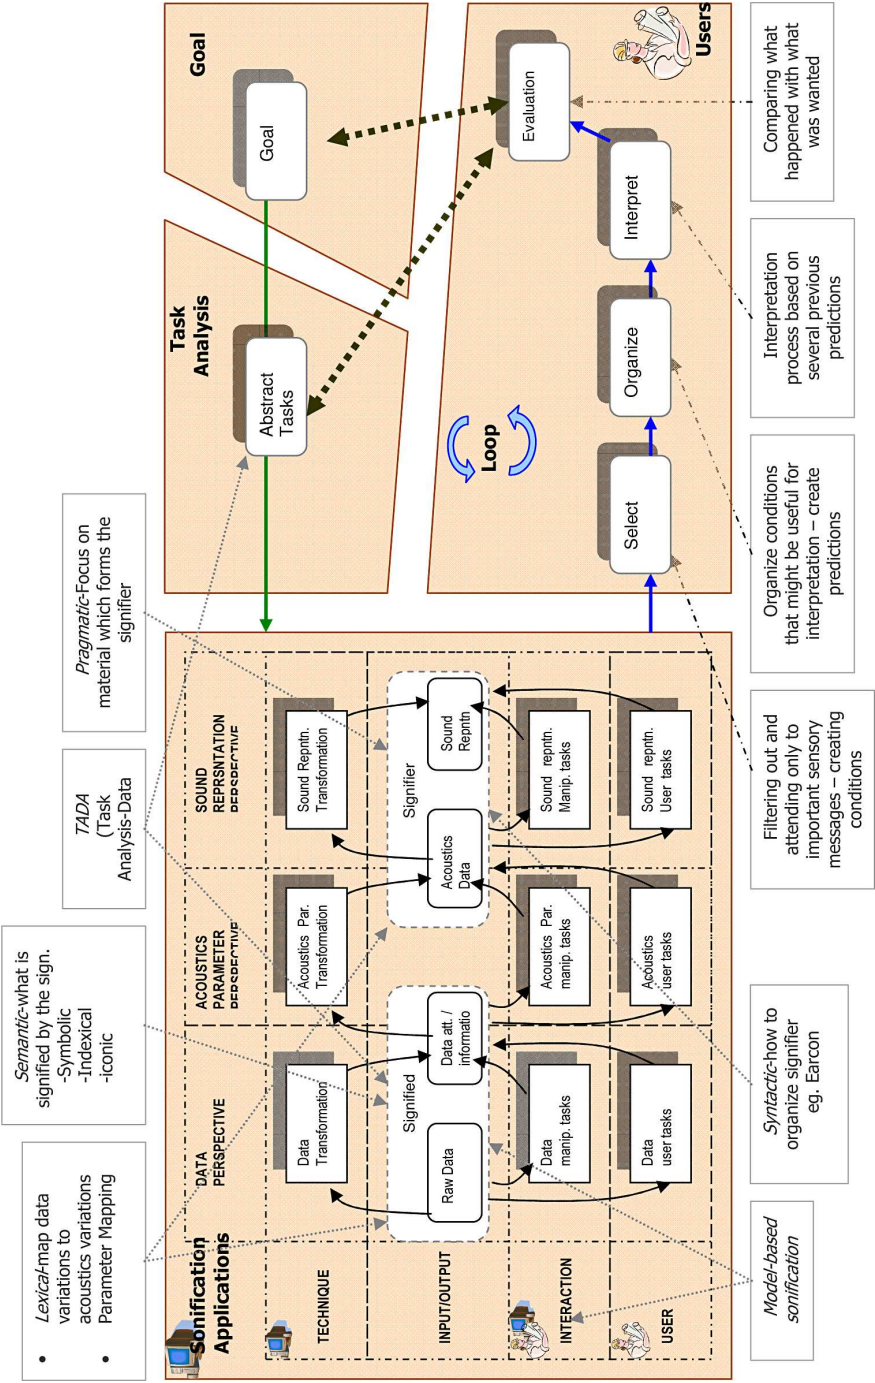 • Lexical-map data
variations to
acoustics variations
• Parameter Mapping
Semantic-what is
signified by the sign.
-Symbolic
-Indexical
-iconic
TADA
(Task
Analysis-Data
Pragmatic-Focus on
material which forms the
signifier
Sonification
Applications
DATA
PERSPECTIVE
ACOUSTICS
PARAMETER
PERSPECTIVE
SOUND
REPRSNTATION
PERSPECTIVE
TECHNIQUE
Data
Transformation
Acoustics Par.
Transformation
Sound Repntn.
Transformation
INPUT/OUTPUT
Signified
Raw Data
Data att. /
informatio
Signifier
Acoustics
Data
Sound
Repntn
INTERACTION
Data
manip. tasks
Acoustics Par.
manip. tasks
Sound repntn.
Manip. tasks
USER
Data
user tasks
Acoustics
user tasks
Sound repntn.
User tasks
Task
Analysis
Abstract
Tasks
Goal
Goal
Loop
Select
Organize
Interpret
Evaluation
Users
Model-based
sonification
Syntactic-how to
organize signifier
eg. Earcon
Filtering out and
attending only to
important sensory
messages – creating
conditions
Organize conditions
that might be useful for
interpretation – create
predictions
Interpretation
process based on
several previous
predictions
Comparing what
happened with what
was wanted